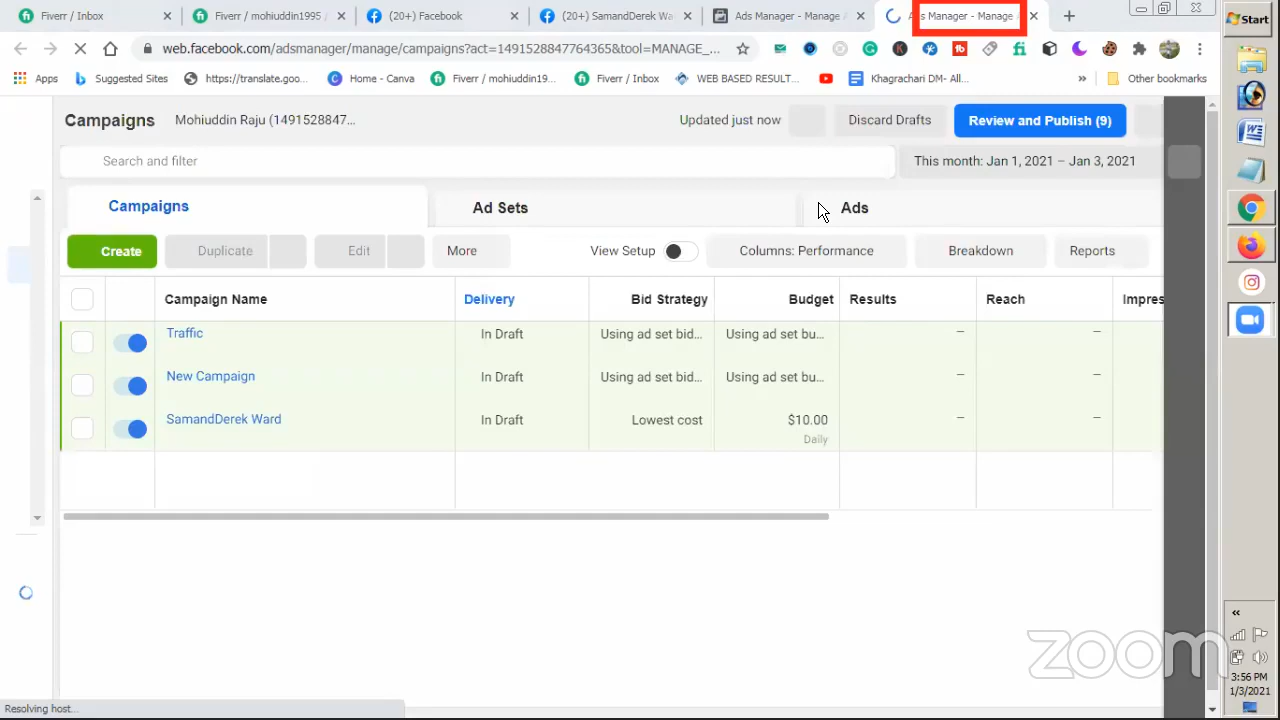 Fiverr / Inbox
Fiverr / mohiuddin1995 /
(20+) Facebook
(20+) SamandDerek Wa
Ads Manager - Manage A
Ads Manager - Manage
web.facebook.com/adsmanager/manage/campaigns?act=1491528847764365&tool=MANAGE_...
Apps
Suggested Sites
https://translate.goo...
Home - Canva
Fiverr / mohiuddin19...
Fiverr / Inbox
WEB BASED RESULT...
Khagrachari DM- All...
»
Other bookmarks
Start
Campaigns
Mohiuddin Raju (1491528847...
Updated just now
Discard Drafts
Review and Publish (9)
Search and filter
This month: Jan 1, 2021 – Jan 3, 2021
Campaigns
Ad Sets
Ads
Create
Duplicate
Edit
More
View Setup
Columns: Performance
Breakdown
Reports
Campaign Name
Delivery
Bid Strategy
Budget
Results
Reach
Impres
Traffic
In Draft
Using ad set bid...
Using ad set bu...
–
–
New Campaign
In Draft
Using ad set bid...
Using ad set bu...
–
–
SamandDerek Ward
In Draft
Lowest cost
$10.00
–
–
Daily
zoom
«
3:56 PM
1/3/2021
Resolving host...